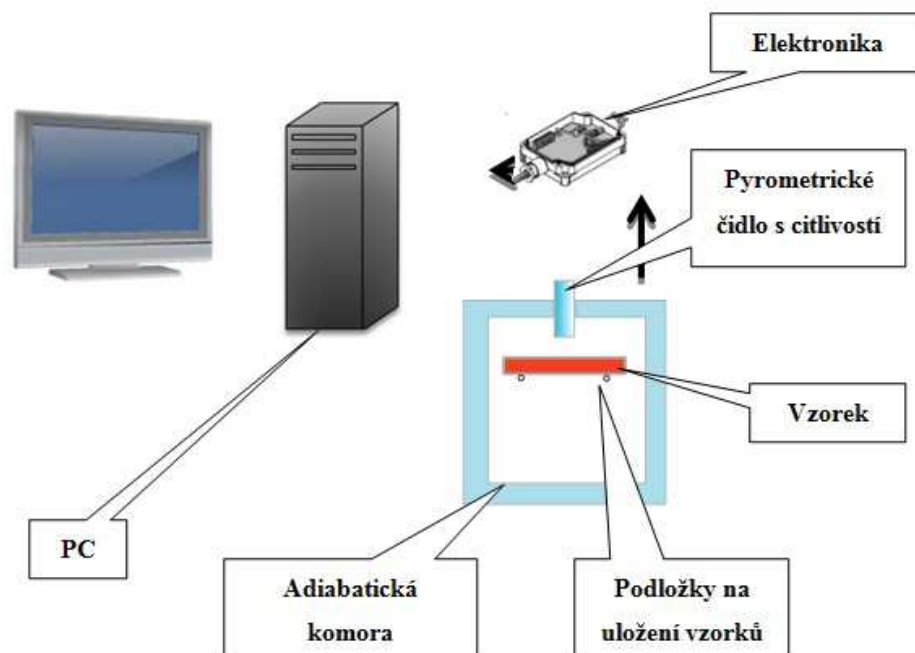 Elektronika
Pyrometrické
čidlo s citlivostí
Vzorek
PC
Adiabatická
komora
Podložky na
uložení vzorků